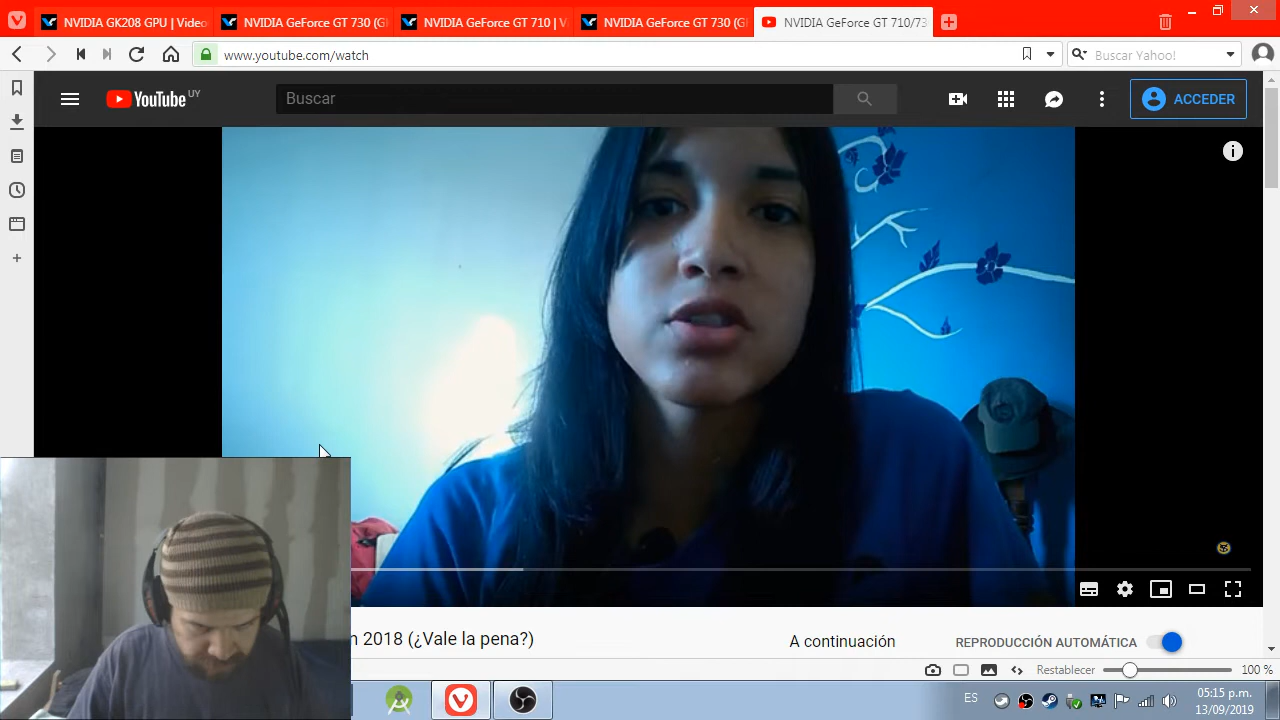 NVIDIA GK208 GPU | Video
NVIDIA GeForce GT 730 (G
NVIDIA GeForce GT 710 | V
NVIDIA GeForce GT 730 (G
NVIDIA GeForce GT 710/73
www.youtube.com/watch
Buscar Yahoo!
YouTube UY
Buscar
ACCEDER
n 2018 (¿Vale la pena?)
A continuación
REPRODUCCIÓN AUTOMÁTICA
Restablecer
100 %
ES
05:15 p.m.
13/09/2019